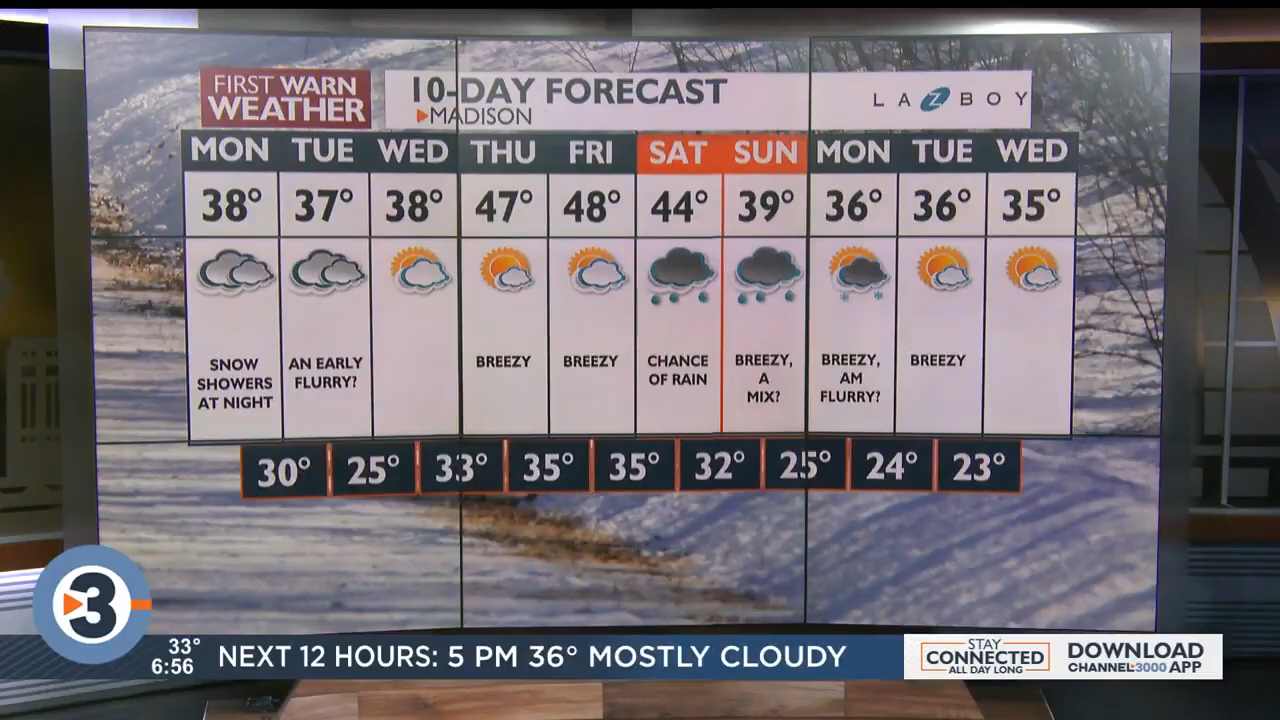 FIRST WARN
WEATHER
10-DAY FORECAST
MADISON
LA Z BOY
MON TUE WED THU FRI SAT SUN MON TUE WED
38° 37° 38° 47° 48° 44° 39° 36° 36° 35°
SNOW
SHOWERS
AT NIGHT
AN EARLY
FLURRY?
BREEZY
BREEZY
CHANCE
OF RAIN
BREEZY,
A
MIX?
BREEZY,
AM
FLURRY?
BREEZY
30° 25° 33° 35° 35° 32° 25° 24° 23°
3
33°
6:56
NEXT 12 HOURS: 5 PM 36° MOSTLY CLOUDY
STAY
CONNECTED
ALL DAY LONG
DOWNLOAD
CHANNEL3000 APP